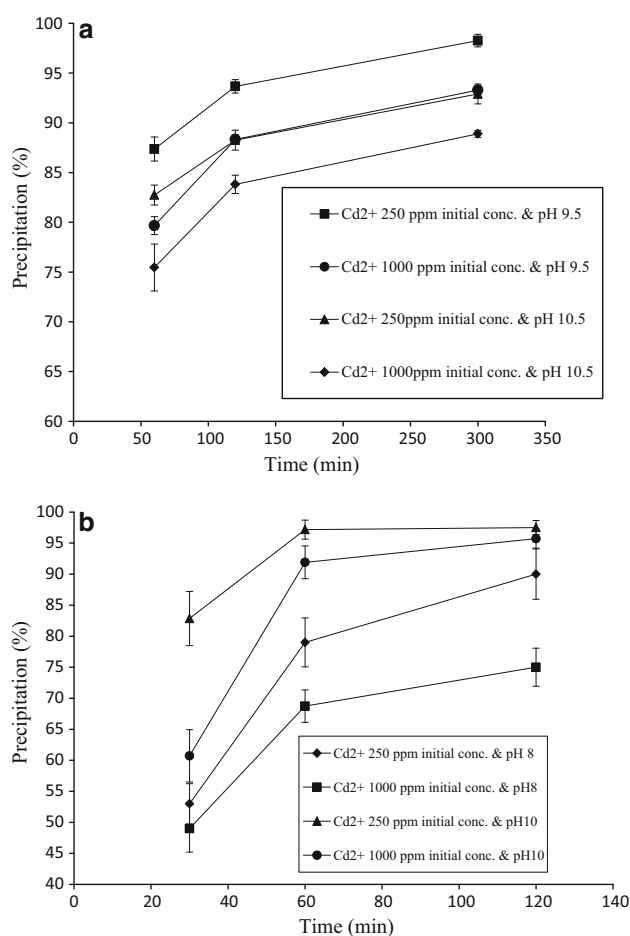 a
100
95
90
85
80
75
70
65
60
Precipitation (%)
Cd2+ 250 ppm initial conc. & pH 9.5
Cd2+ 1000 ppm initial conc. & pH 9.5
Cd2+ 250ppm initial conc. & pH 10.5
Cd2+ 1000ppm initial conc. & pH 10.5
0 50 100 150 200 250 300 350
Time (min)
b
100
95
90
85
80
75
70
65
60
55
50
45
40
Precipitation (%)
Cd2+ 250 ppm initial conc. & pH 8
Cd2+ 1000 ppm initial conc. & pH8
Cd2+ 250 ppm initial conc. & pH10
Cd2+ 1000 ppm initial conc. & pH10
0 20 40 60 80 100 120 140
Time (min)